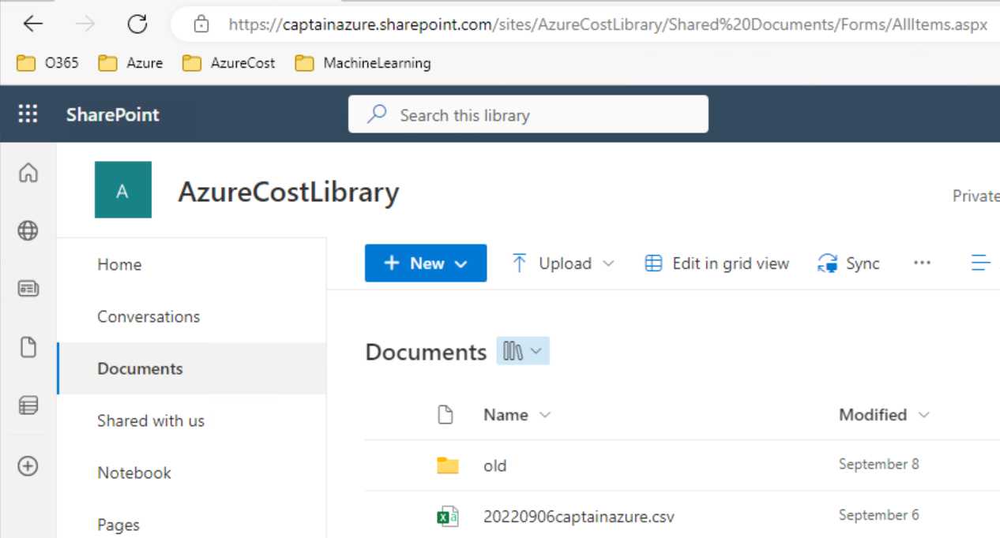 https://captainazure.sharepoint.com/sites/AzureCostLibrary/Shared%20Documents/Forms/AllItems.aspx
O365 Azure AzureCost MachineLearning
SharePoint Search this library
A AzureCostLibrary
Private
Home
+ New Upload Edit in grid view Sync ...
Conversations
Documents
Documents
Shared with us
Name Modified
Notebook
old September 8
Pages
20220906captainazure.csv September 6